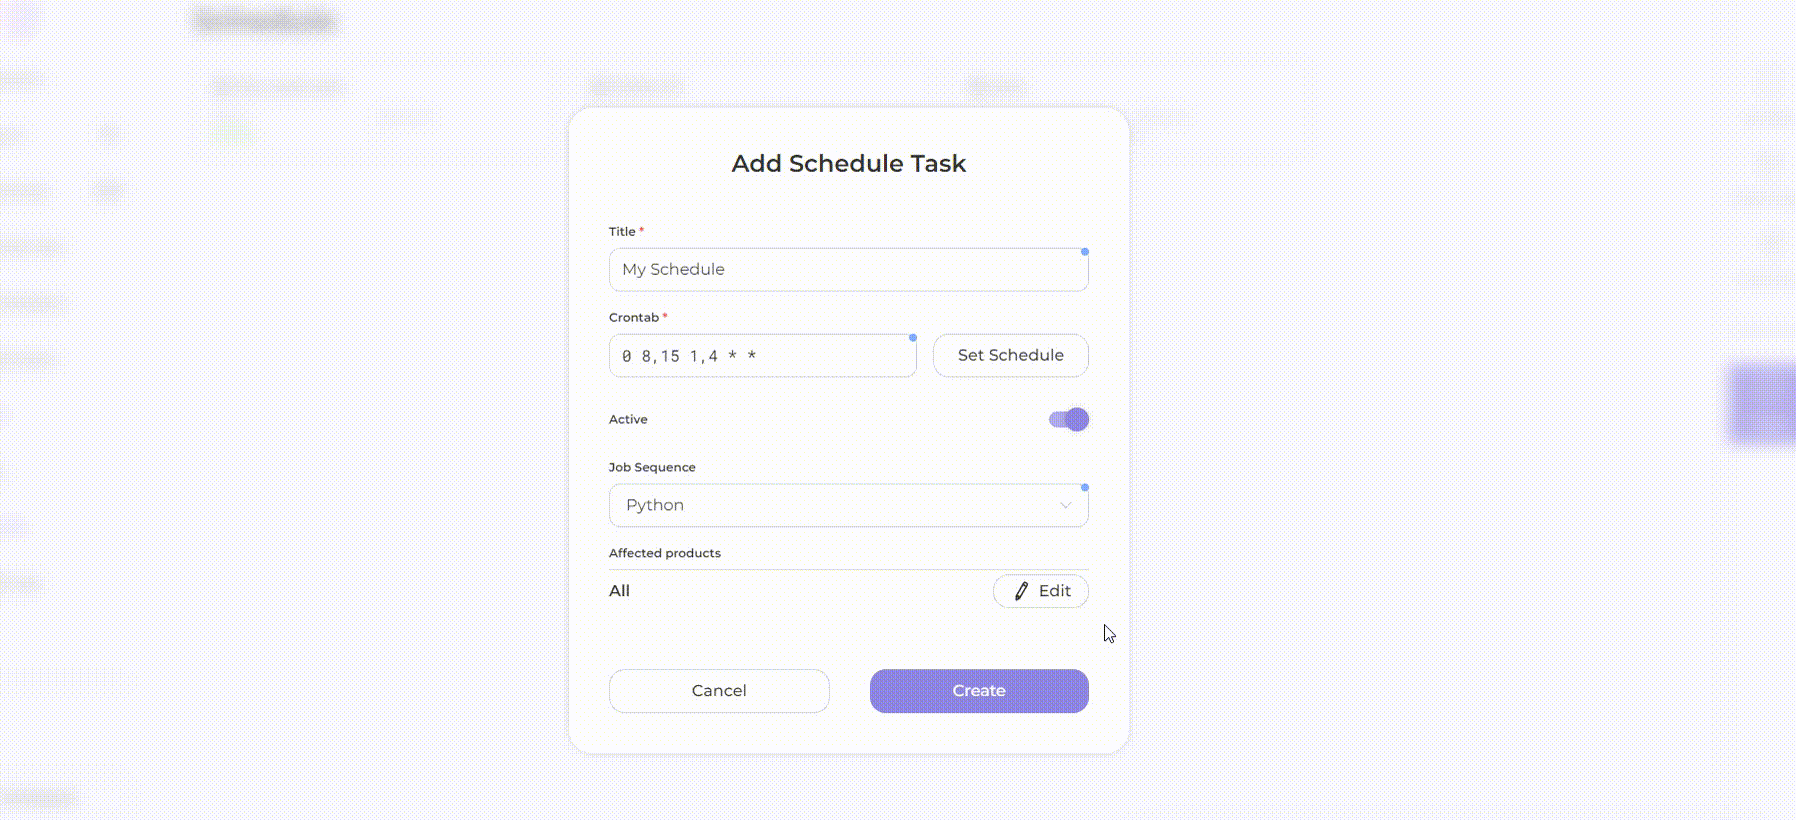 Add Schedule Task
Title *
My Schedule
Crontab *
0 8,15 1,4 * *
Set Schedule
Active
Job Sequence
Python
Affected products
All
Edit
Cancel
Create